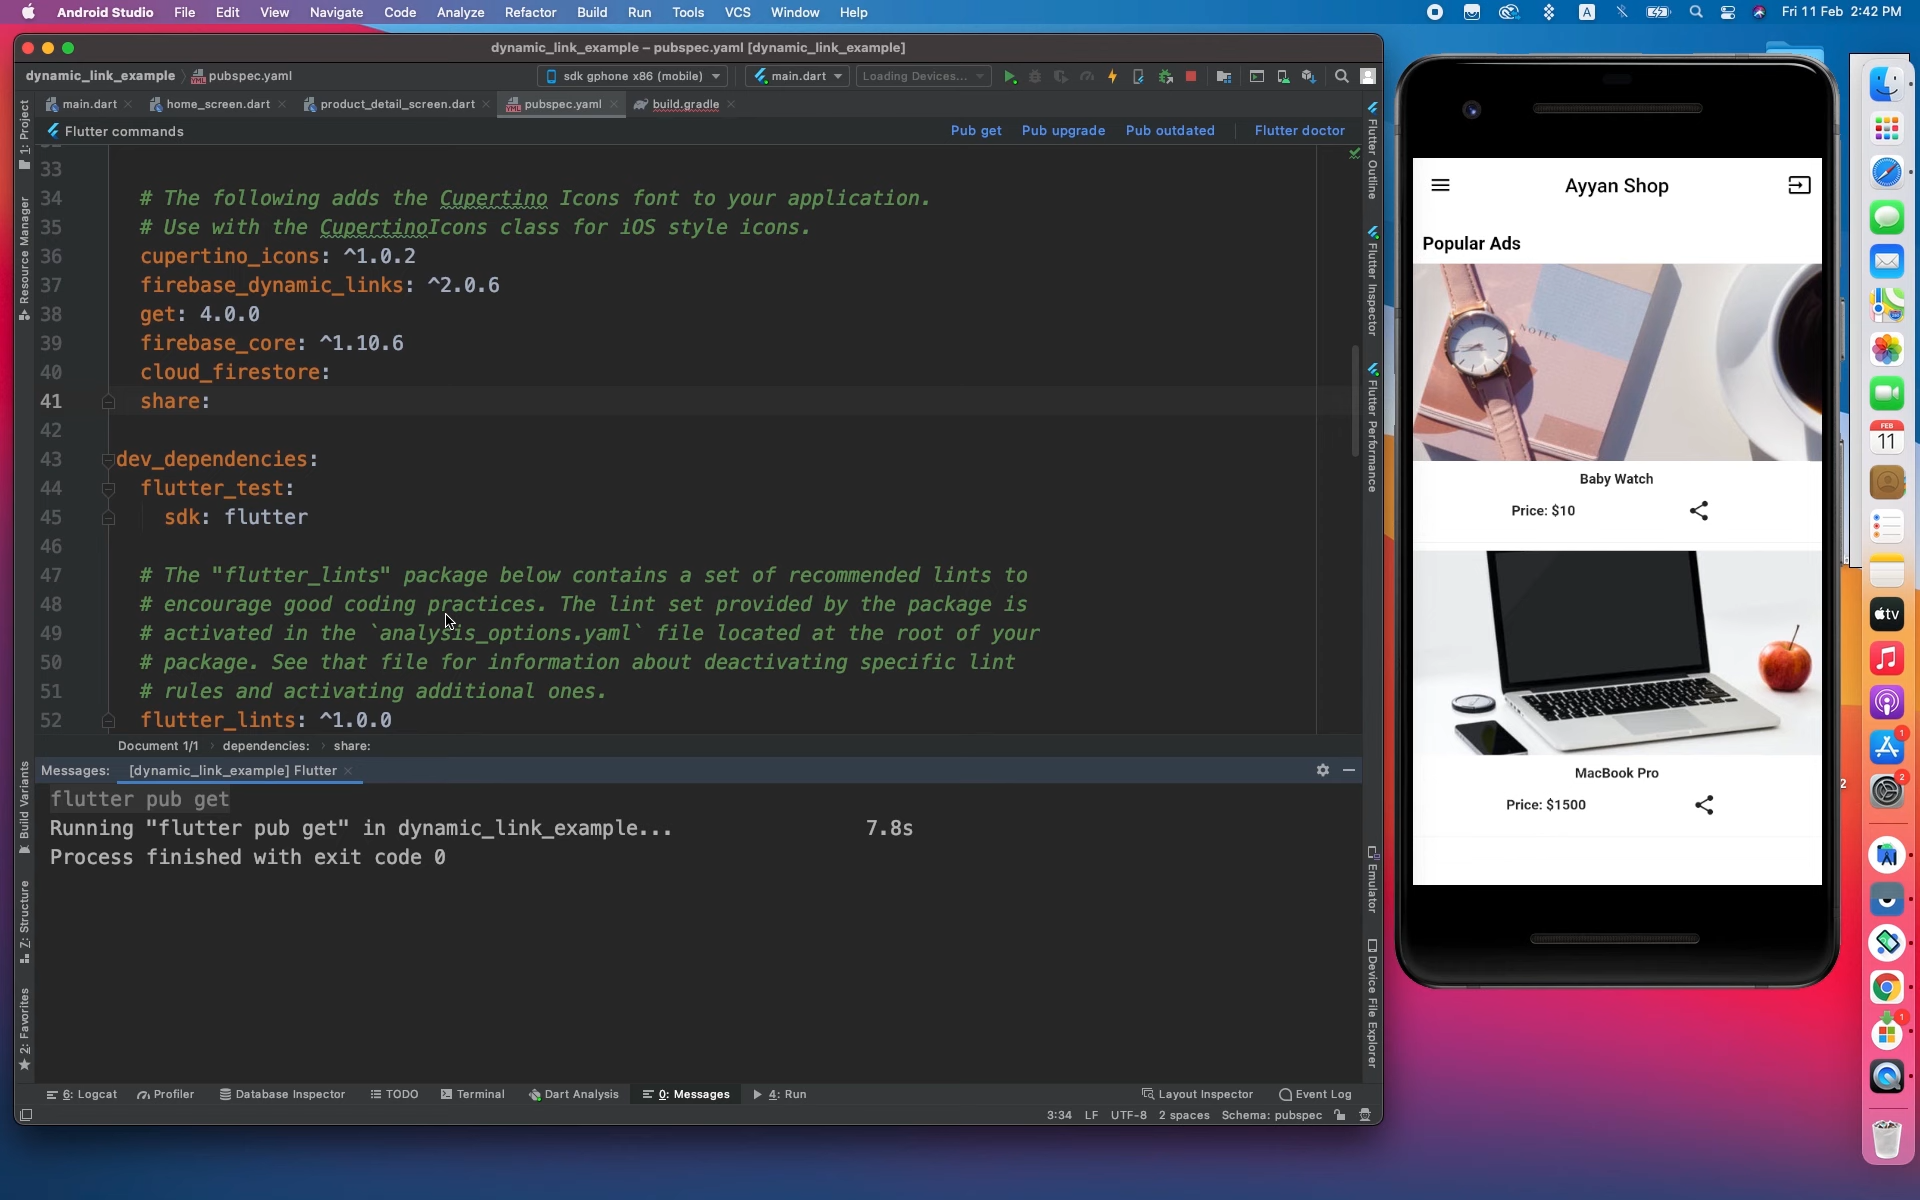 Android Studio File Edit View Navigate Code Analyze Refactor Build Run Tools VCS Window Help
A
Fri 11 Feb 2:42 PM
dynamic_link_example – pubspec.yaml [dynamic_link_example]
dynamic_link_example pubspec.yaml
sdk gphone x86 (mobile) main.dart Loading Devices...
main.dart home_screen.dart product_detail_screen.dart pubspec.yaml build.gradle
Flutter commands
Pub get Pub upgrade Pub outdated Flutter doctor
33
34 # The following adds the Cupertino Icons font to your application.
35 # Use with the CupertinoIcons class for iOS style icons.
36 cupertino_icons: ^1.0.2
37 firebase_dynamic_links: ^2.0.6
38 get: 4.0.0
39 firebase_core: ^1.10.6
40 cloud_firestore:
41 share:
42
43 dev_dependencies:
44 flutter_test:
45 sdk: flutter
46
47 # The "flutter_lints" package below contains a set of recommended lints to
48 # encourage good coding practices. The lint set provided by the package is
49 # activated in the `analysis_options.yaml` file located at the root of your
50 # package. See that file for information about deactivating specific lint
51 # rules and activating additional ones.
52 flutter_lints: ^1.0.0
Document 1/1 dependencies: share:
Messages: [dynamic_link_example] Flutter
flutter pub get
Running "flutter pub get" in dynamic_link_example... 7.8s
Process finished with exit code 0
6: Logcat Profiler Database Inspector TODO Terminal Dart Analysis 0: Messages 4: Run
Layout Inspector Event Log
3:34 LF UTF-8 2 spaces Schema: pubspec
1: Project
Resource Manager
Build Variants
Z: Structure
2: Favorites
Flutter Outline
Flutter Inspector
Flutter Performance
Emulator
Device File Explorer
Ayyan Shop
Popular Ads
NOTES
Baby Watch
Price: $10
MacBook Pro
Price: $1500
FEB
11
tv
1
2
2
1